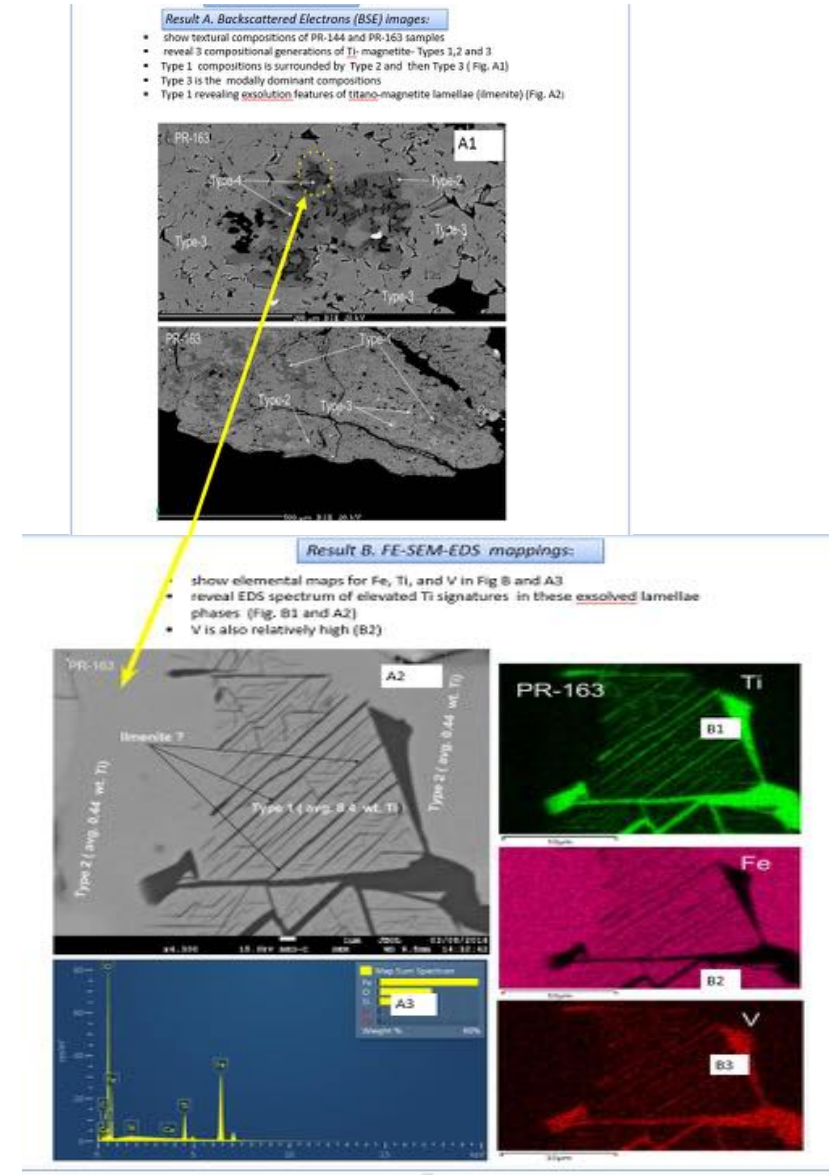 Result A. Backscattered Electrons (BSE) images:
show textural compositions of PR-144 and PR-163 samples
reveal 3 compositional generations of Ti- magnetite- Types 1,2 and 3
Type 1 compositions is surrounded by Type 2 and then Type 3 ( Fig. A1)
Type 3 is the modally dominant compositions
Type 1 revealing exsolution features of titano-magnetite lamellae (ilmenite) (Fig. A2)
PR-163
A1
Type-2
Type-3
Type-3
Type-3
PR-163
Type-1
Type-2
Type-3
Result B. FE-SEM-EDS mappings:
show elemental maps for Fe, Ti, and V in Fig B and A3
reveal EDS spectrum of elevated Ti signatures in these exsolved lamellae
phases (Fig. B1 and A2)
V is also relatively high (B2)
PR-163
A2
Ilmenite ?
Type 1 ( avg. 8.4 wt. Ti)
Type 2 ( avg. 0.44 wt. Ti)
Type 2 ( avg. 0.44 wt. Ti)
PR-163
Ti
B1
Fe
B2
V
B3
Map Sum Spectrum
Fe
O
Ti
A3
Weight %